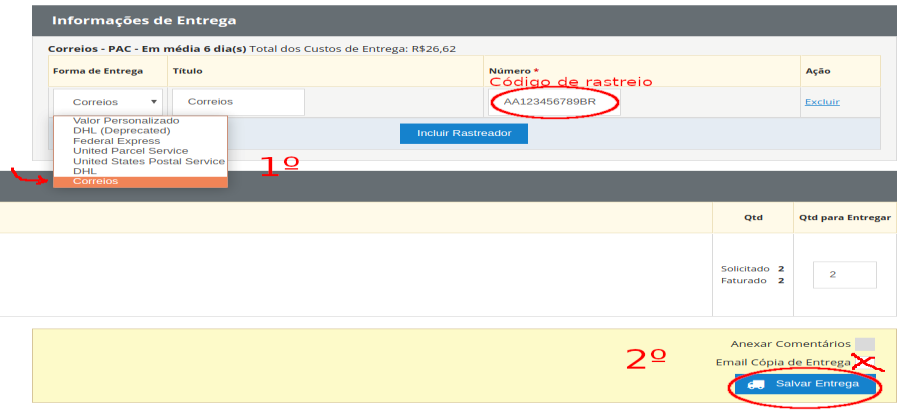 Informações de Entrega
Correios - PAC - Em média 6 dia(s) Total dos Custos de Entrega: R$26,62
Forma de Entrega Título Número * Ação
Código de rastreio
Correios Correios AA123456789BR Excluir
Valor Personalizado
DHL (Deprecated)
Federal Express
United Parcel Service
United States Postal Service
DHL
Correios
Incluir Rastreador
1º
Qtd Qtd para Entregar
Solicitado 2
Faturado 2
2
Anexar Comentários
Email Cópia de Entrega
2º
Salvar Entrega